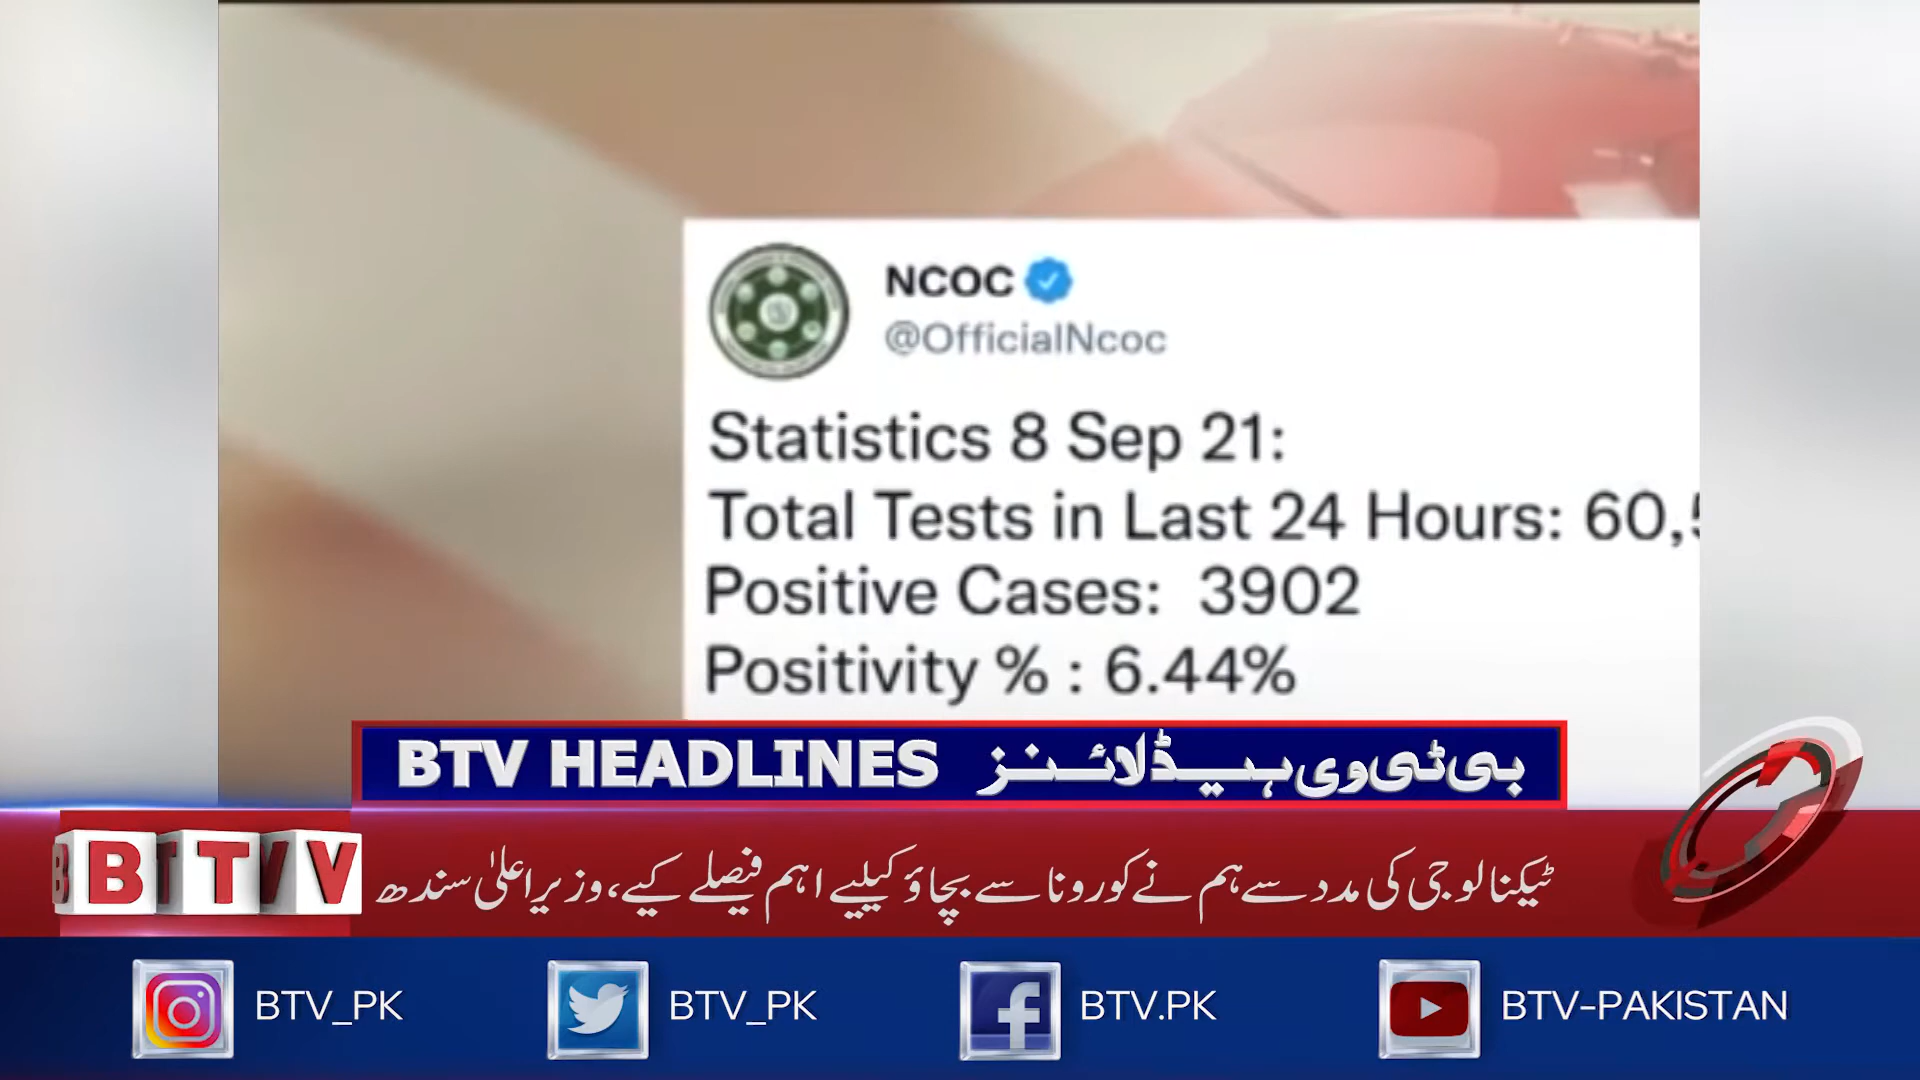 NCOC
@OfficialNcoc
Statistics 8 Sep 21:
Total Tests in Last 24 Hours: 60,5
Positive Cases: 3902
Positivity % : 6.44%
BTV HEADLINES بی ٹی وی ہیڈلائنز
BTV
ٹیکنالوجی کی مدد سے ہم نے کورونا سے بچاؤ کیلیے اہم فیصلے کیے، وزیراعلیٰ سندھ
BTV_PK BTV_PK BTV.PK BTV-PAKISTAN